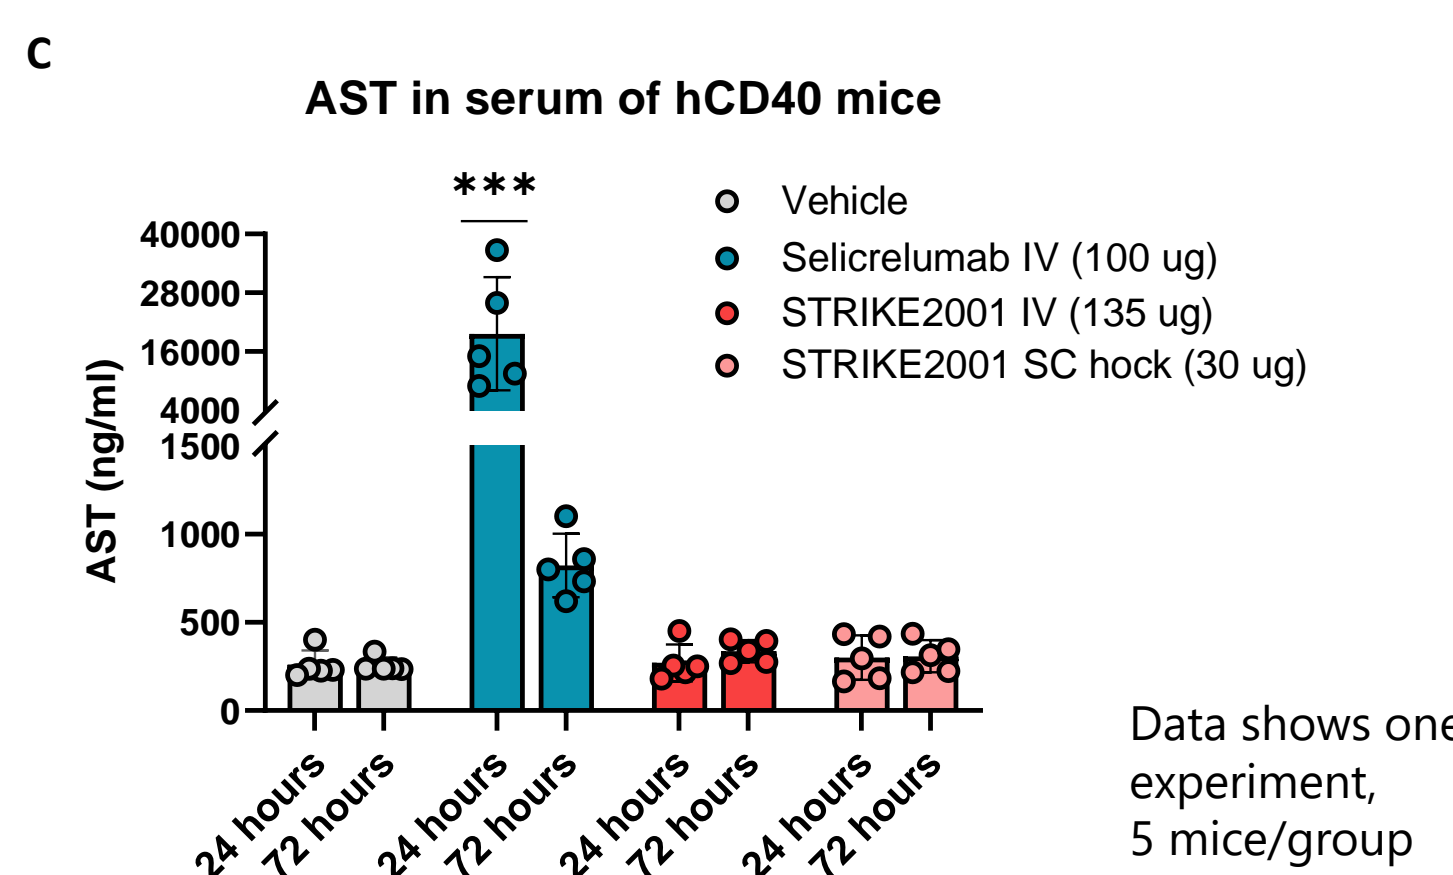 C
AST in serum of hCD40 mice
***
Vehicle
Selicrelumab IV (100 ug)
STRIKE2001 IV (135 ug)
STRIKE2001 SC hock (30 ug)
AST (ng/ml)
40000
28000
16000
4000
1500
1000
500
0
24 hours
72 hours
24 hours
72 hours
24 hours
72 hours
24 hours
72 hours
Data shows one
experiment,
5 mice/group